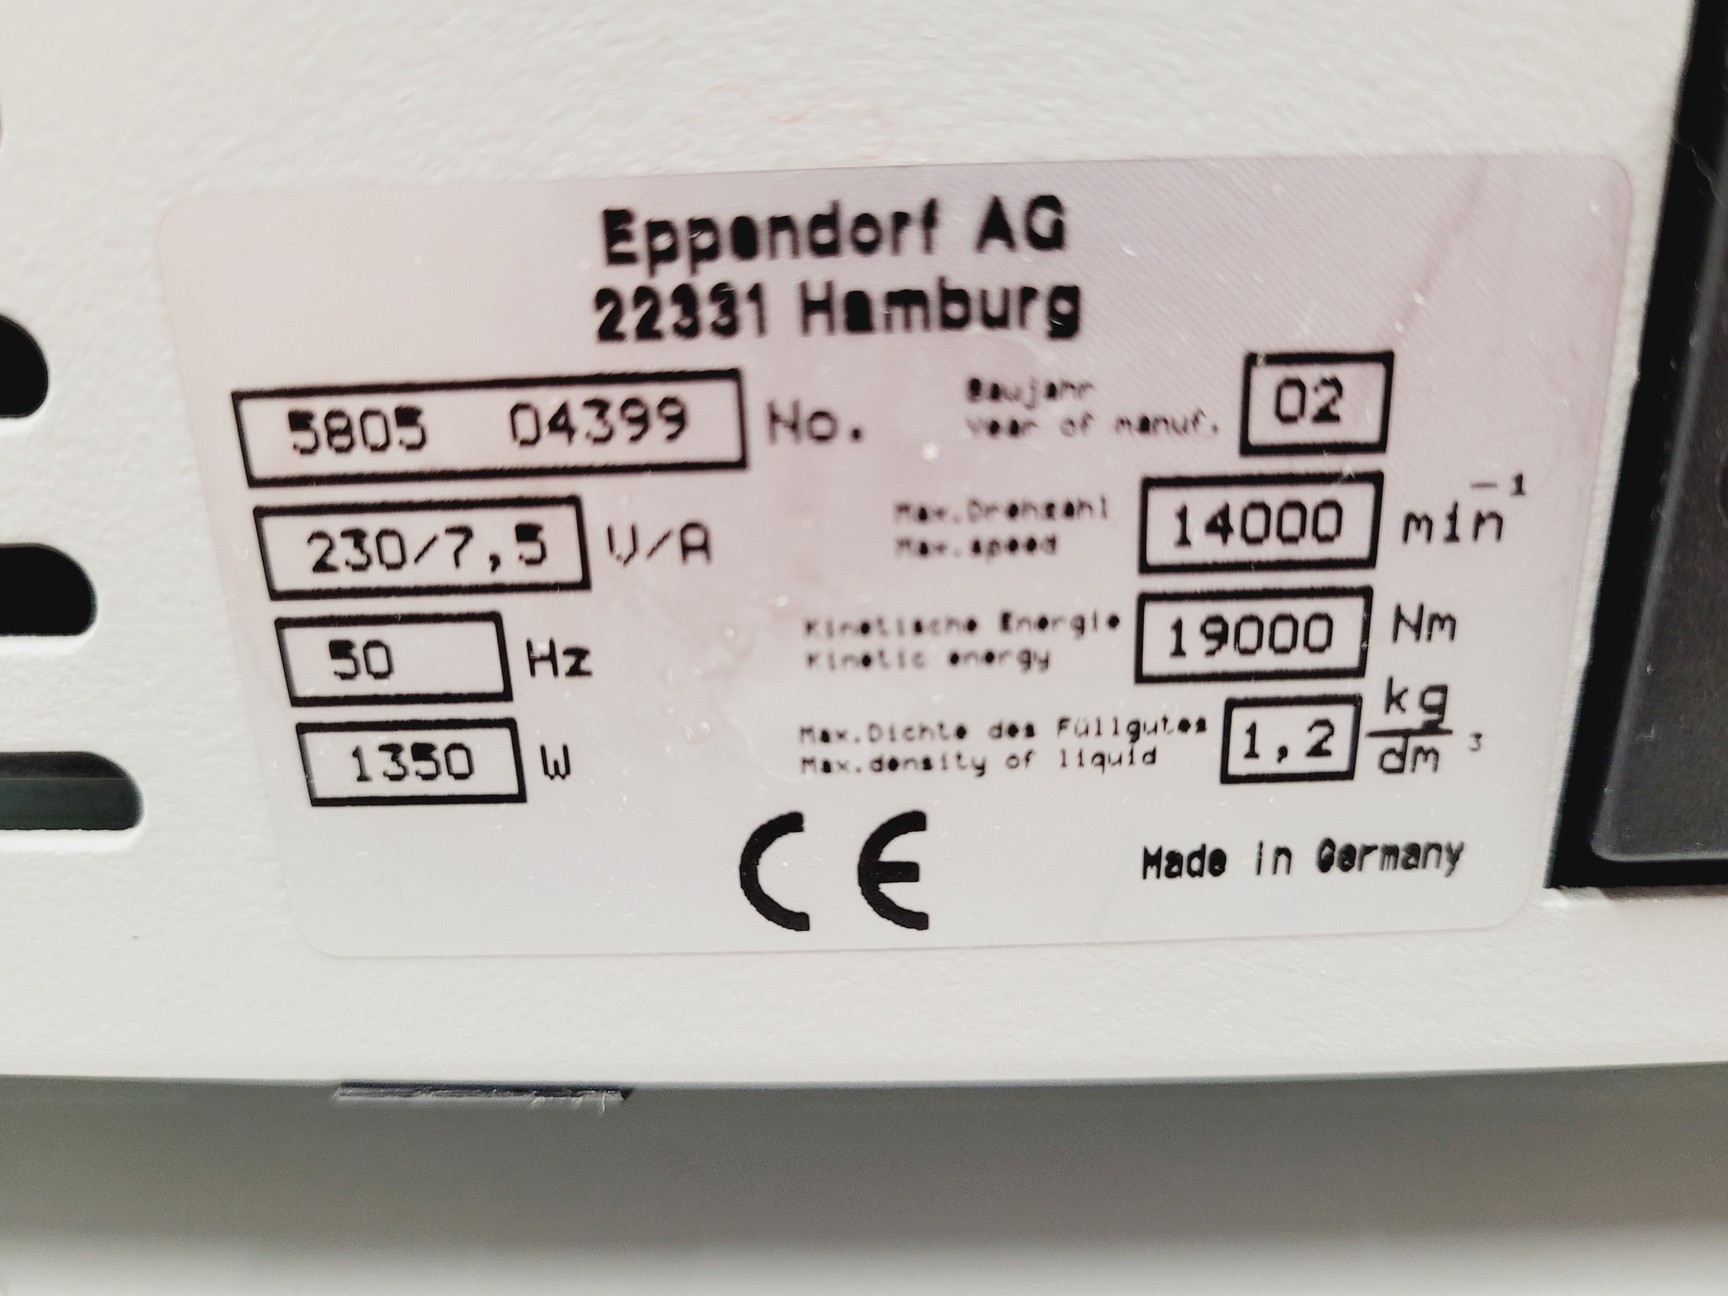 Eppendorf AG
22331 Hamburg
5805 04399 No.
Baujahr
Year of manuf.
02
230/7,5 V/A
Max.Drehzahl
Max.speed
14000 min⁻¹
50 Hz
Kinetische Energie
Kinetic energy
19000 Nm
1350 W
Max.Dichte des Füllgutes
Max.density of liquid
1,2 kg/dm³
CE
Made in Germany